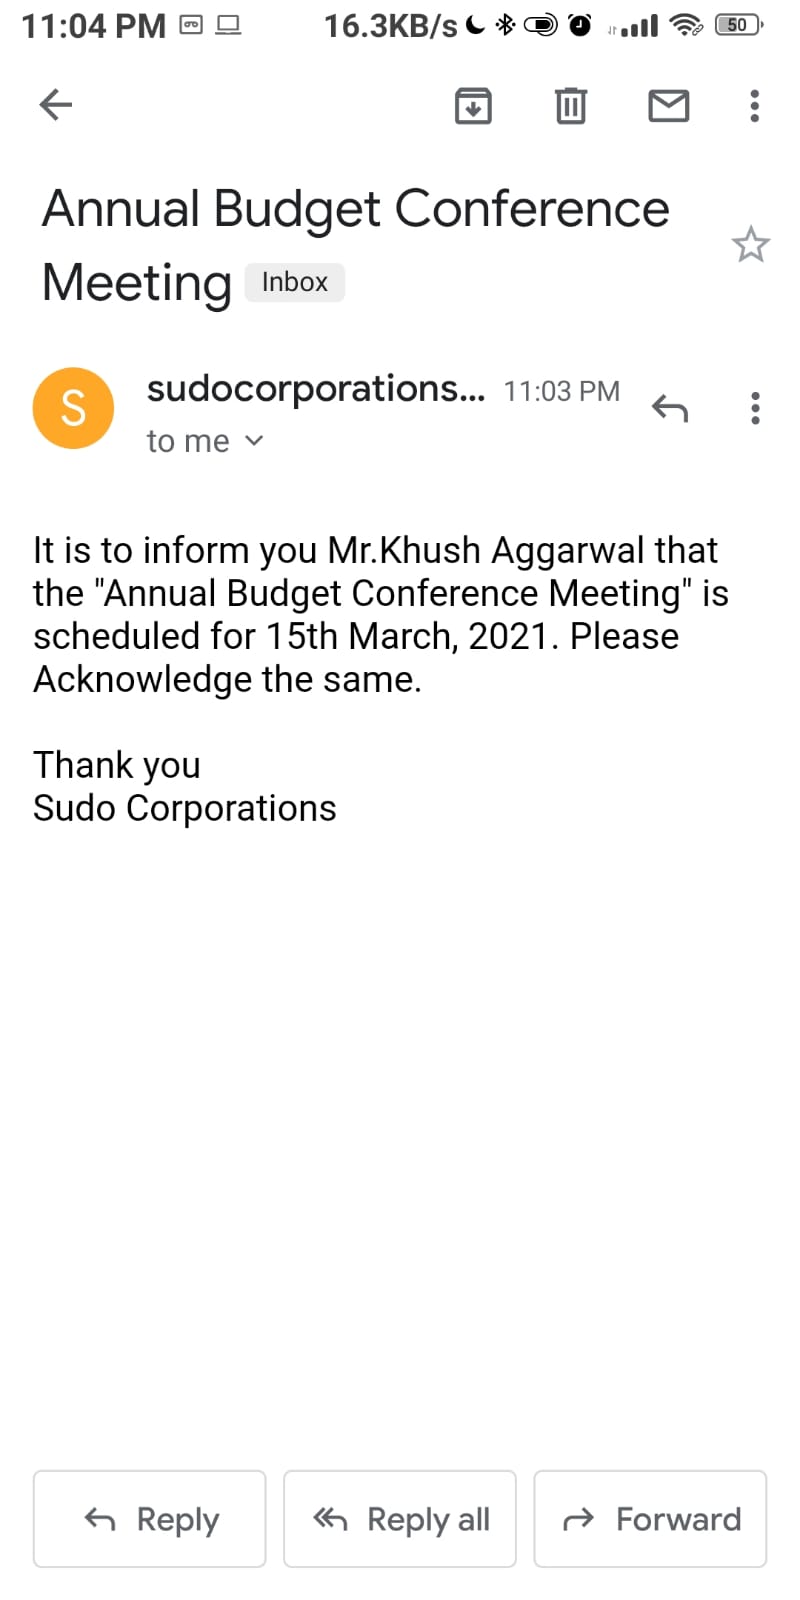 11:04 PM 16.3KB/s 50
Annual Budget Conference
Meeting Inbox
S
sudocorporations... 11:03 PM
to me
It is to inform you Mr.Khush Aggarwal that
the "Annual Budget Conference Meeting" is
scheduled for 15th March, 2021. Please
Acknowledge the same.
Thank you
Sudo Corporations
Reply Reply all Forward